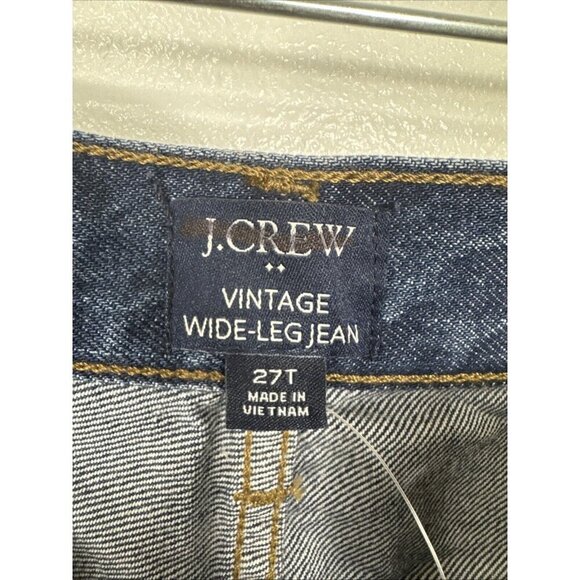 J.CREW
VINTAGE
WIDE-LEG JEAN
27T
MADE IN
VIETNAM